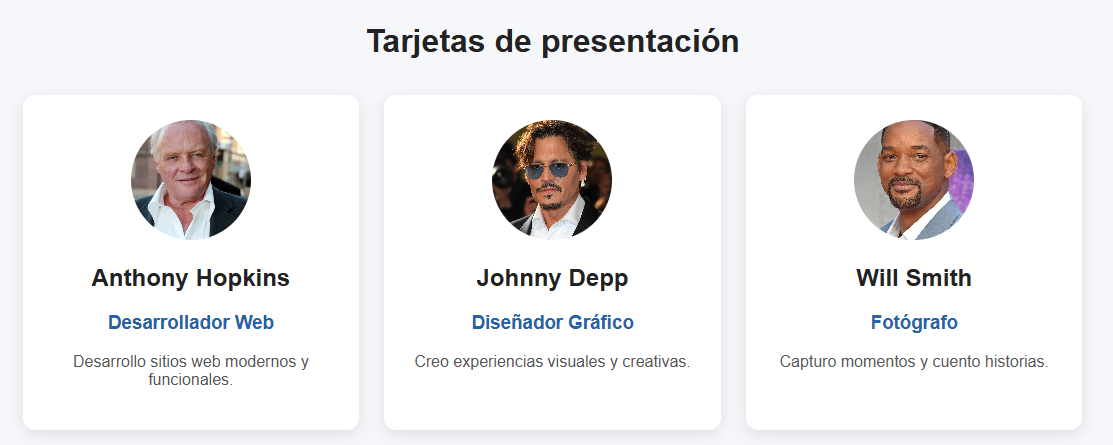 Tarjetas de presentación
Anthony Hopkins
Desarrollador Web
Desarrollo sitios web modernos y
funcionales.
Johnny Depp
Diseñador Gráfico
Creo experiencias visuales y creativas.
Will Smith
Fotógrafo
Capturo momentos y cuento historias.